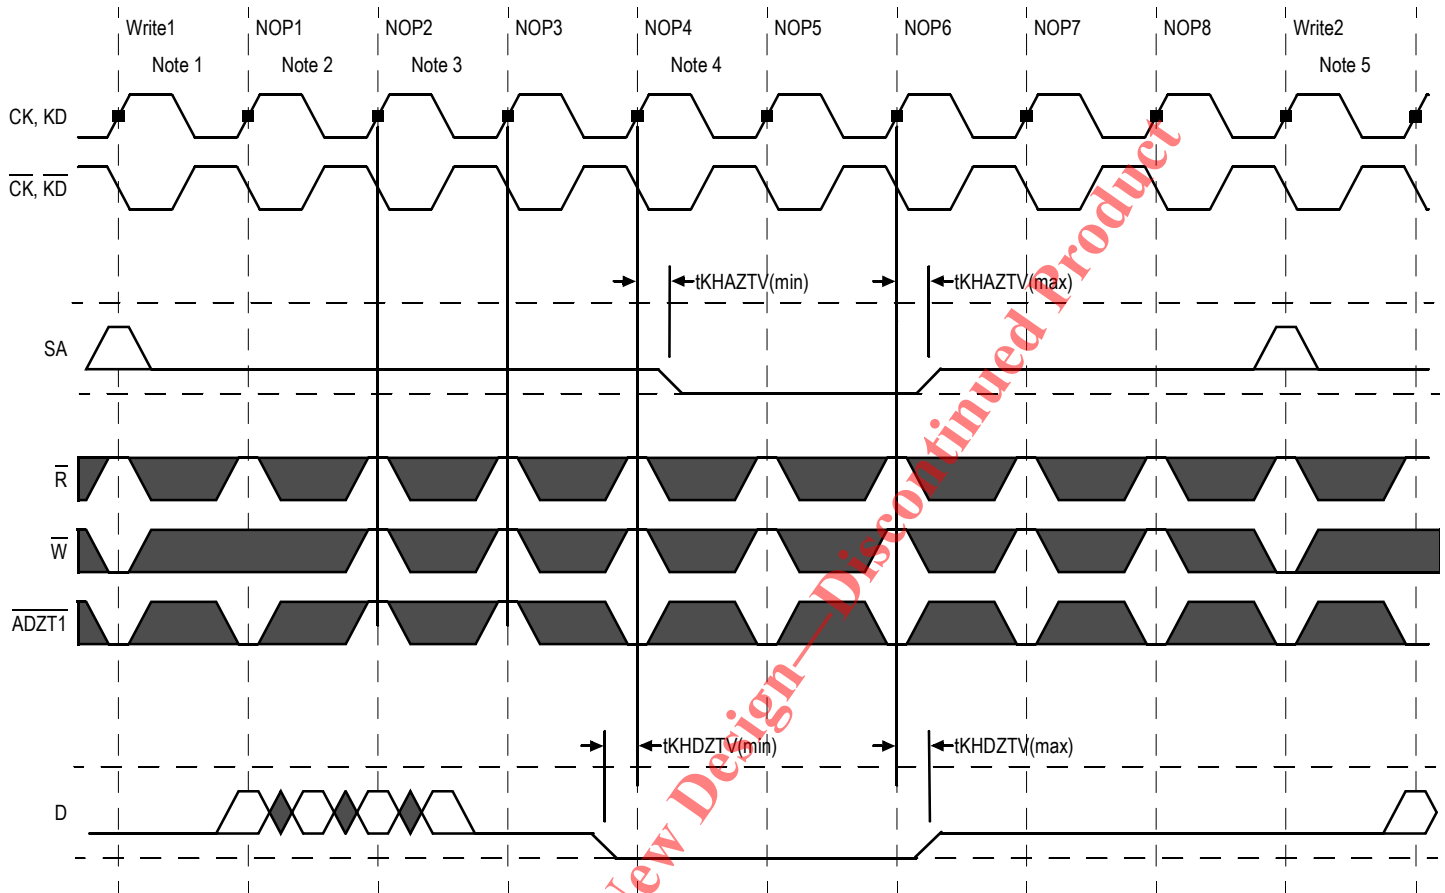 Write1 NOP1 NOP2 NOP3 NOP4 NOP5 NOP6 NOP7 NOP8 Write2
Note 1 Note 2 Note 3 Note 4 Note 5
CK, KD
CK, KD
tKHAZTV(min) tKHAZTV(max)
SA
R
W
ADZT1
tKHDZTV(min) tKHDZTV(max)
D
New Design—Discontinued Product